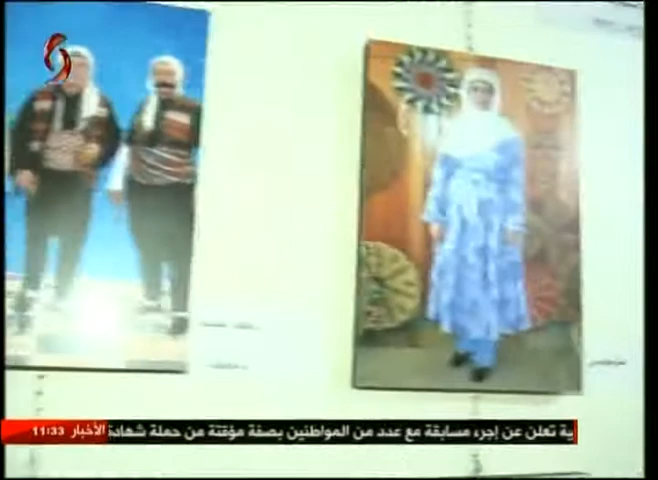 الأخبار 11:33
ية تعلن عن إجرء مسابقة مع عدد من المواطنين بصفة مؤقتة من حملة شهادة